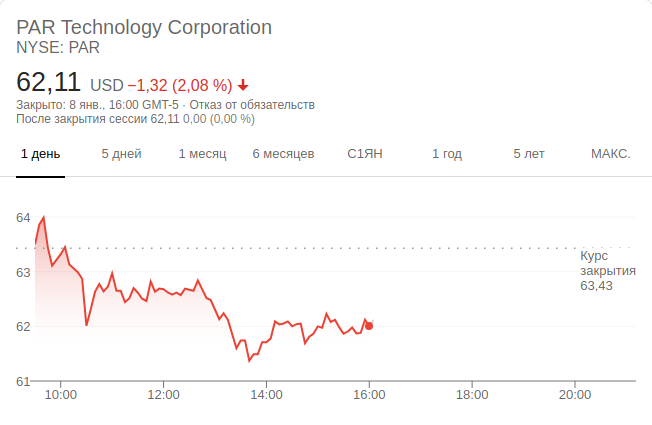 PAR Technology Corporation
NYSE: PAR
62,11 USD −1,32 (2,08 %)
Закрыто: 8 янв., 16:00 GMT-5 · Отказ от обязательств
После закрытия сессии 62,11 0,00 (0,00 %)
1 день 5 дней 1 месяц 6 месяцев С1ЯН 1 год 5 лет МАКС.
64
Курс
закрытия
63,43
63
62
61
10:00 12:00 14:00 16:00 18:00 20:00